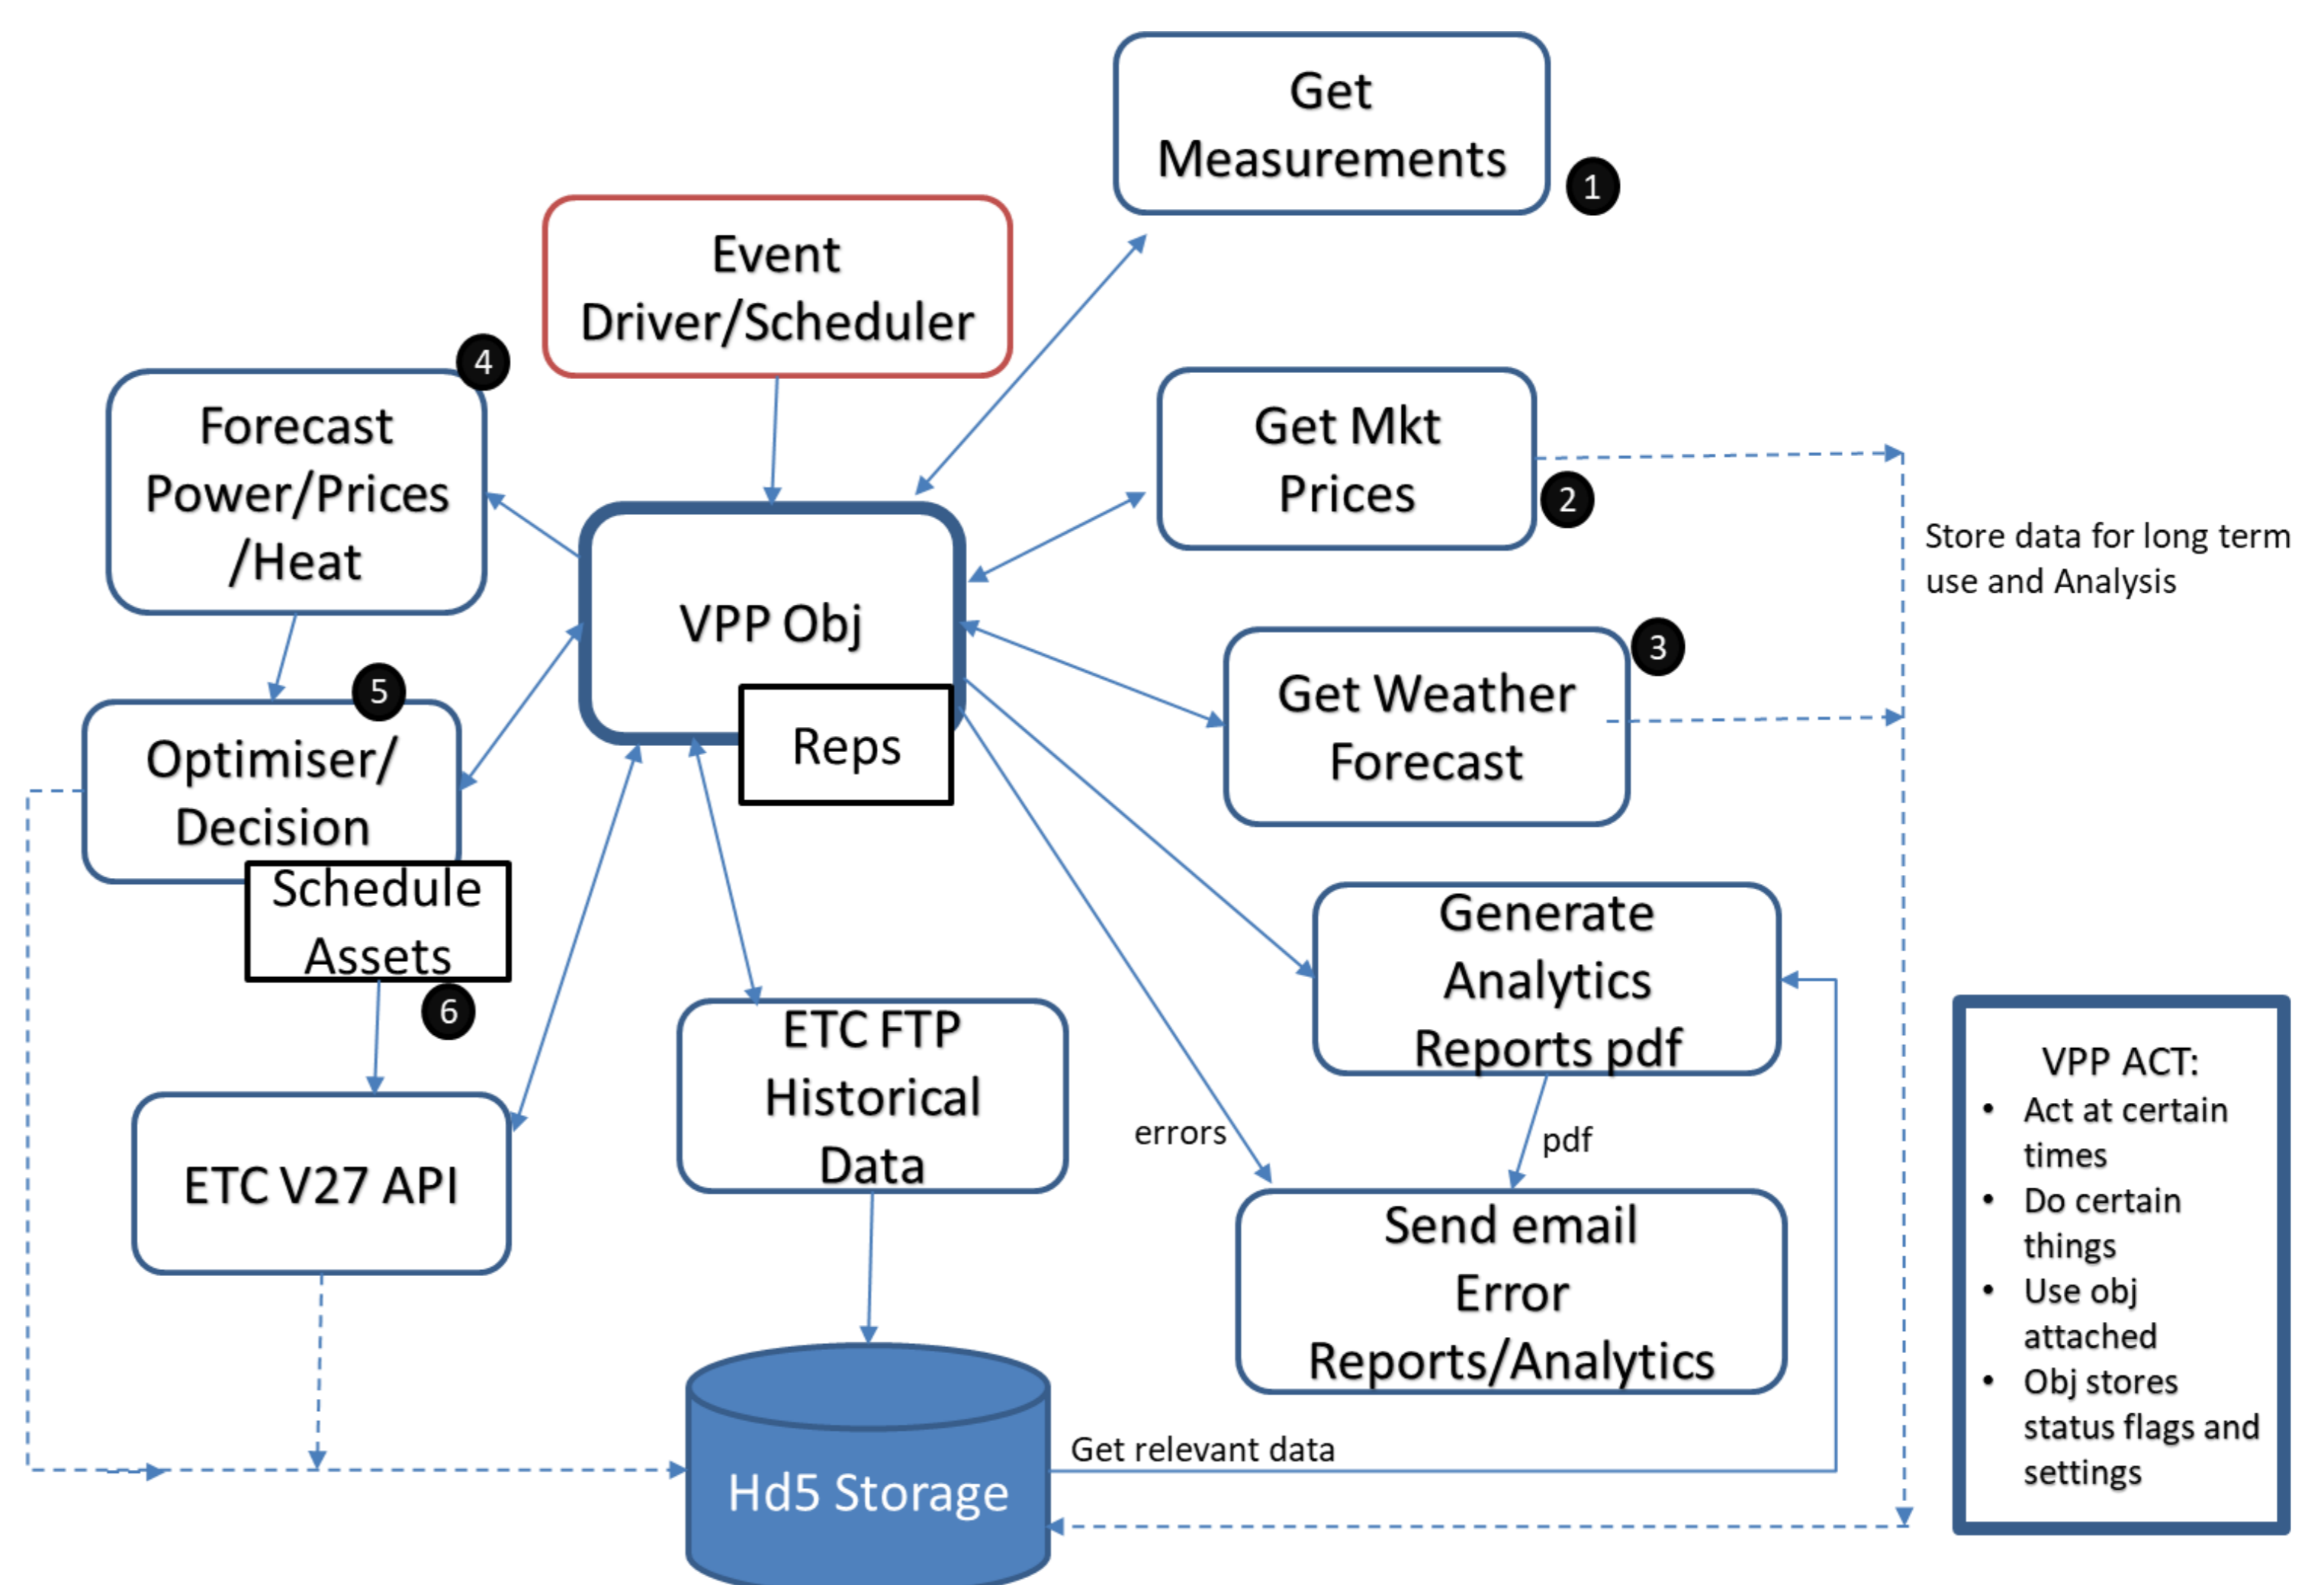 Get
Measurements
1
Event
Driver/Scheduler
4
Forecast
Power/Prices
/Heat
Get Mkt
Prices
2
Store data for long term
use and Analysis
VPP Obj
Reps
3
Get Weather
Forecast
5
Optimiser/
Decision
Schedule
Assets
6
Generate
Analytics
Reports pdf
ETC FTP
Historical
Data
errors
pdf
ETC V27 API
Send email
Error
Reports/Analytics
Get relevant data
Hd5 Storage
VPP ACT:
• Act at certain
times
• Do certain
things
• Use obj
attached
• Obj stores
status flags and
settings